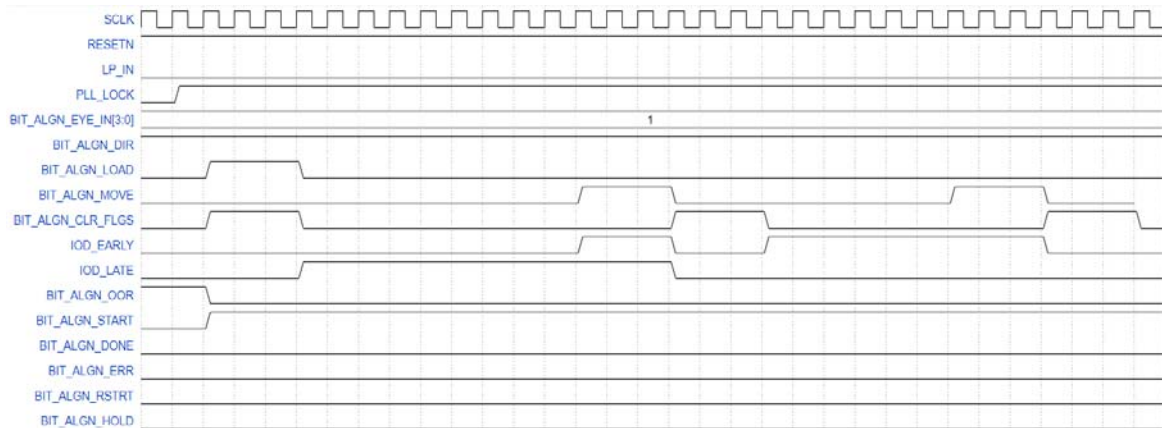 SCLK
RESETN
LP_IN
PLL_LOCK
BIT_ALGN_EYE_IN[3:0] 1
BIT_ALGN_DIR
BIT_ALGN_LOAD
BIT_ALGN_MOVE
BIT_ALGN_CLR_FLGS
IOD_EARLY
IOD_LATE
BIT_ALGN_OOR
BIT_ALGN_START
BIT_ALGN_DONE
BIT_ALGN_ERR
BIT_ALGN_RSTRT
BIT_ALGN_HOLD